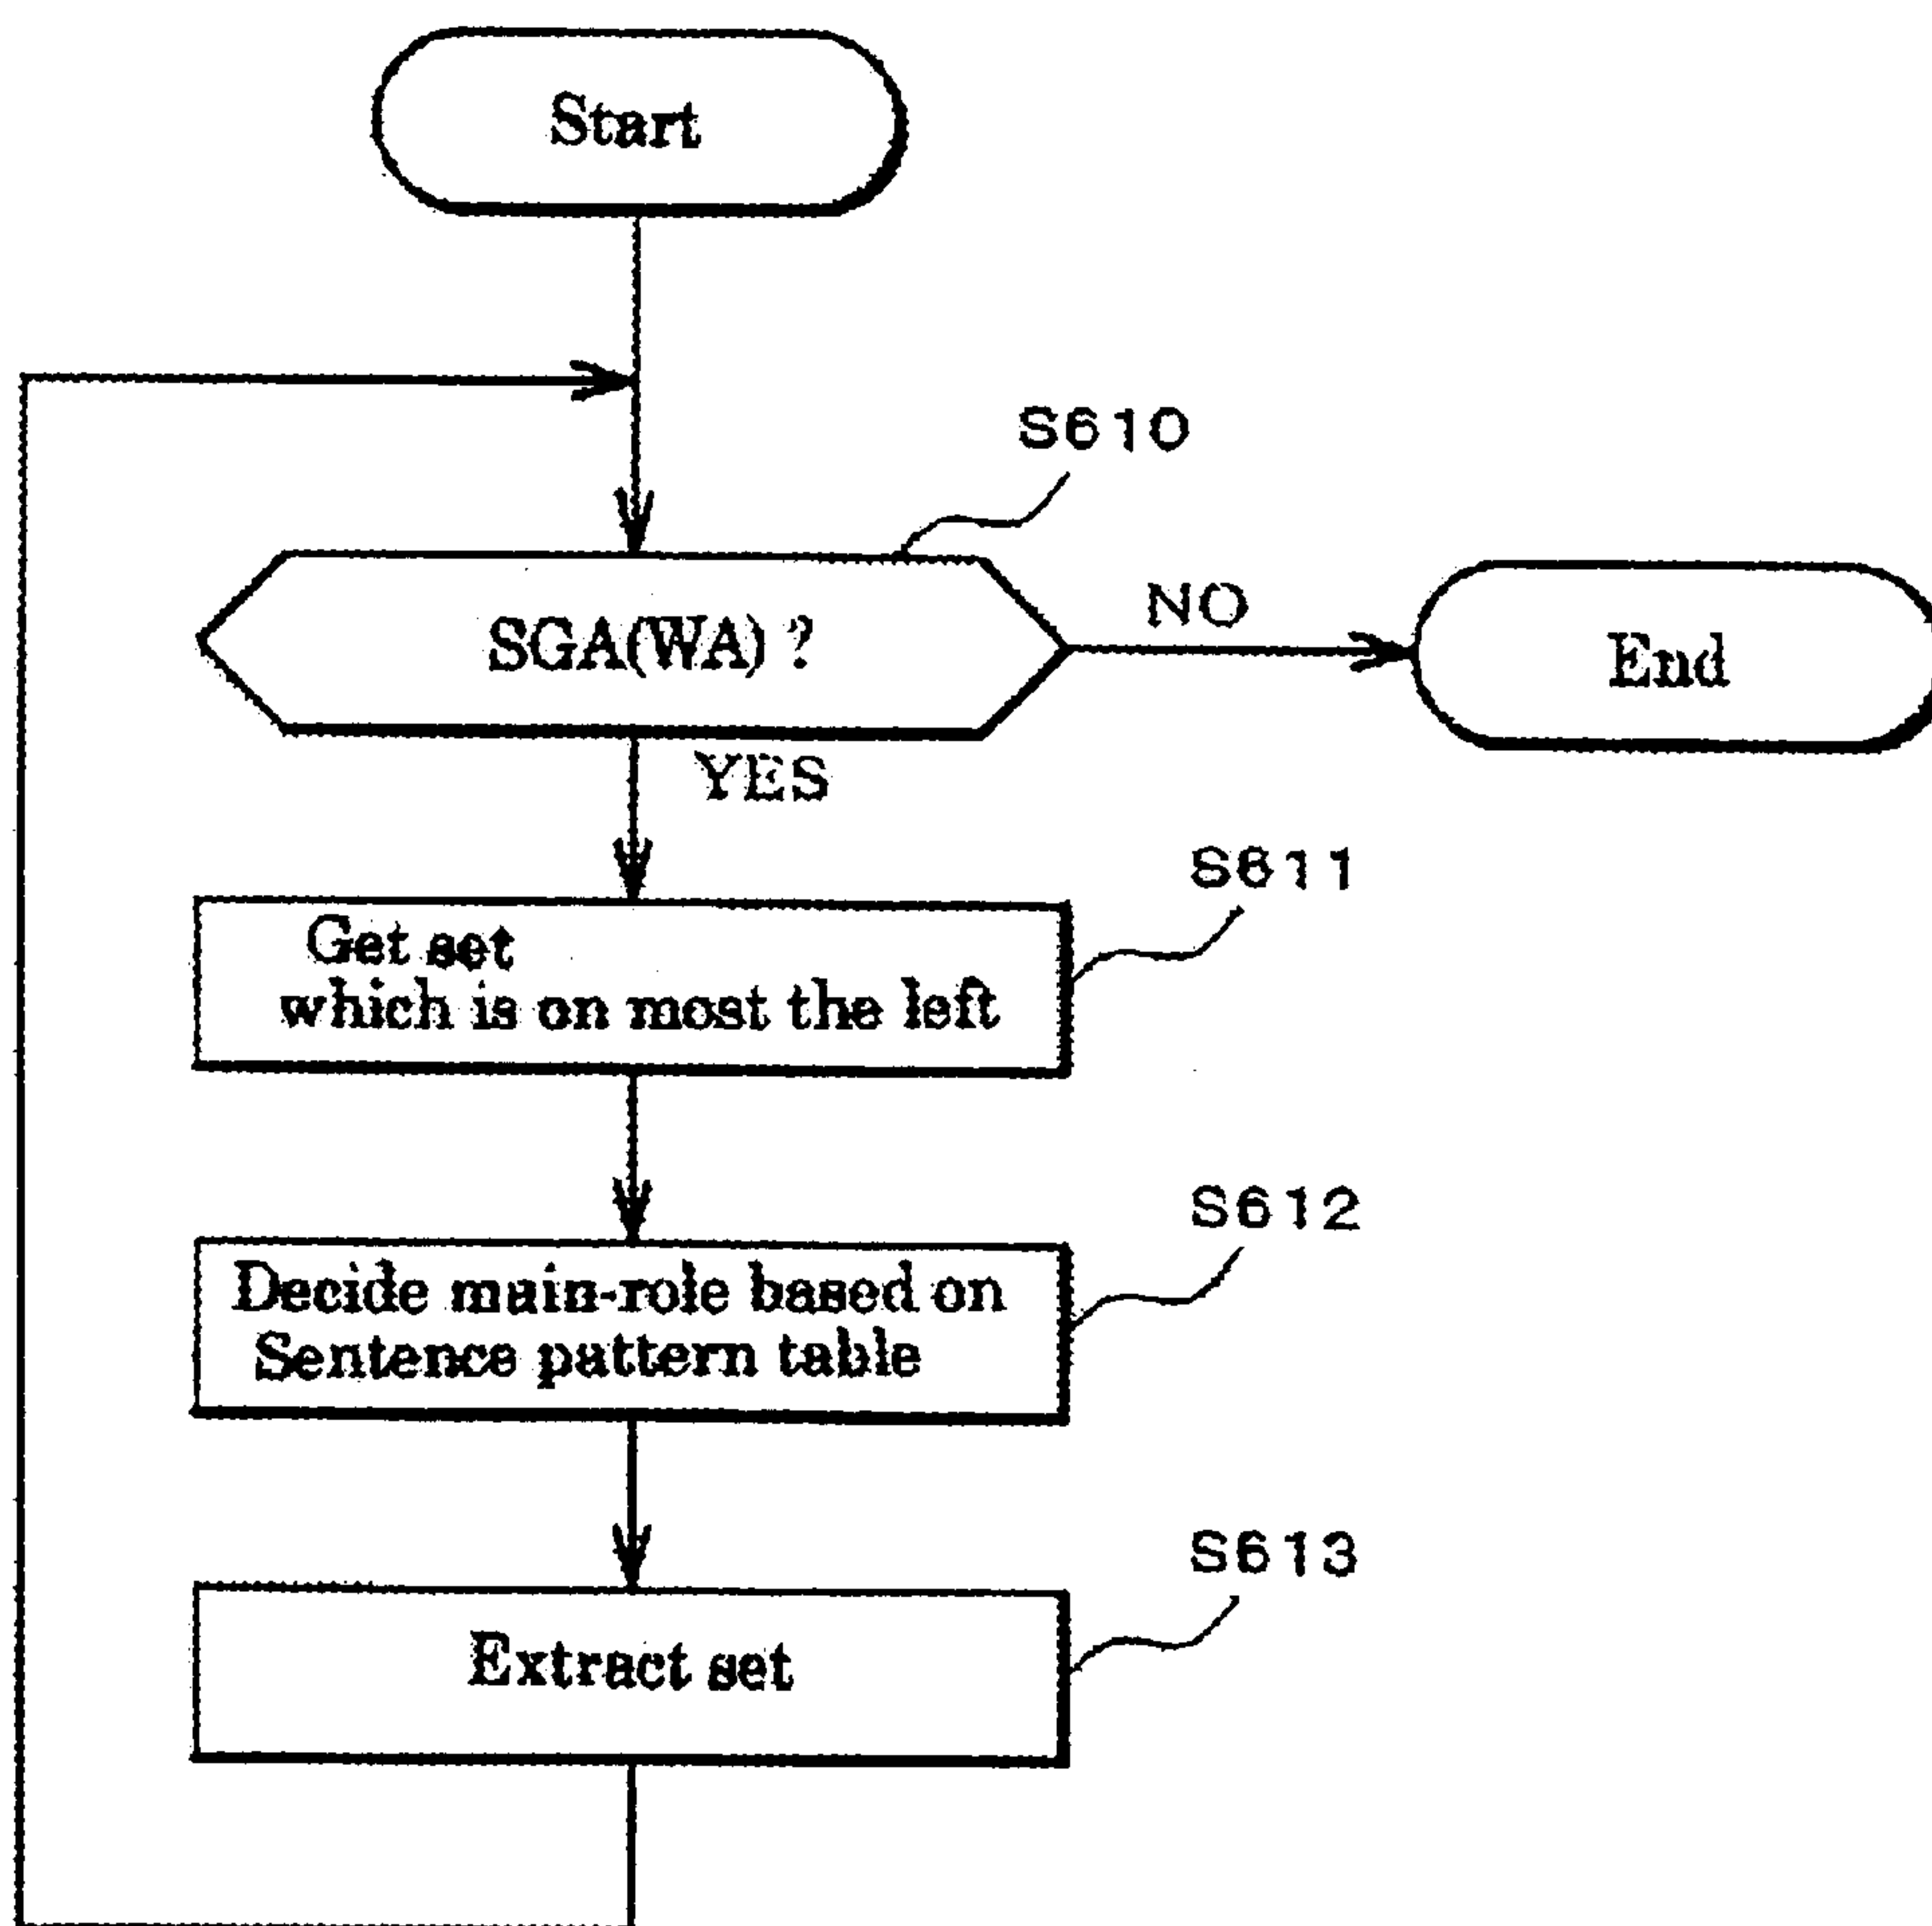 Start
S610
SGA(WA) ?
NO
End
YES
S611
Get set
which is on most the left
S612
Decide main-role based on
Sentence pattern table
S613
Extract set